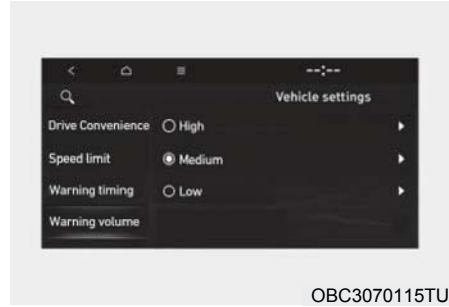 --:--
Vehicle settings
Drive Convenience
High
Speed limit
Medium
Warning timing
Low
Warning volume
OBC3070115TU